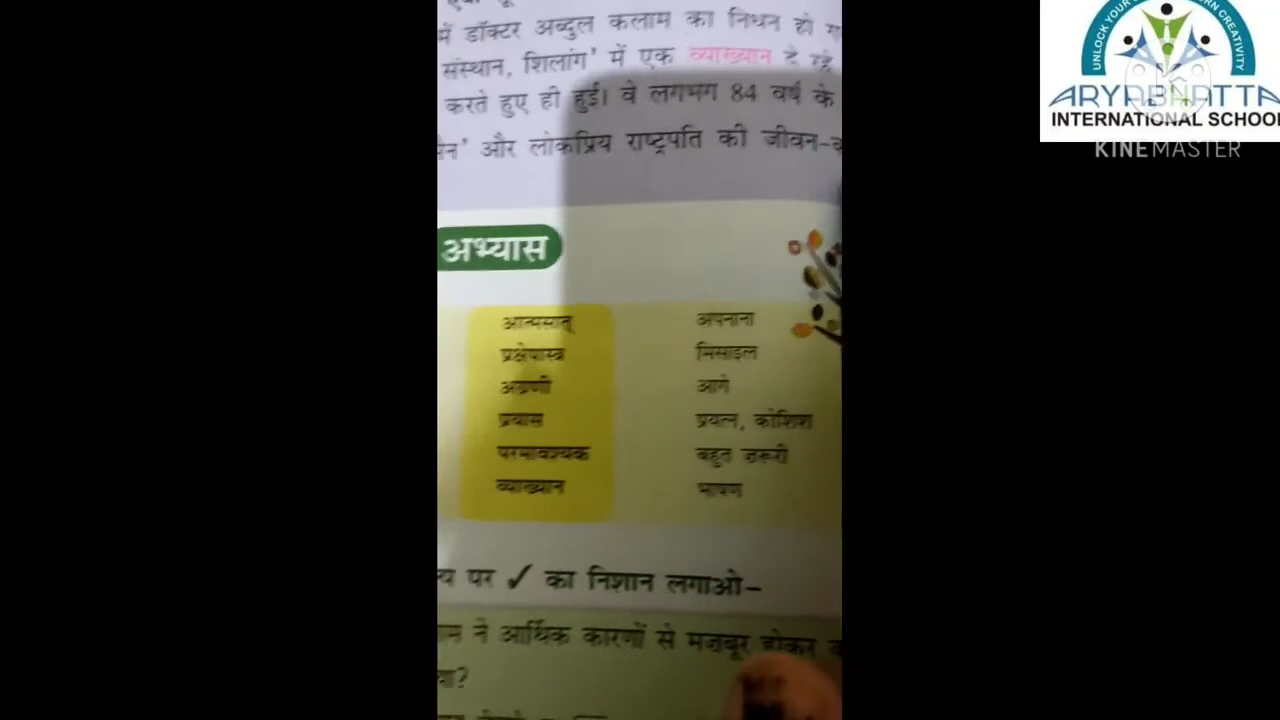 में डॉक्टर अब्दुल कलाम का निधन हो
संस्थान, शिलांग' में एक व्याख्यान दे रहे
करते हुए ही हुई। वे लगभग 84 वर्ष के
और लोकप्रिय राष्ट्रपति की जीवन-
अभ्यास
आत्मसात् अपनाना
प्रक्षेपास्त्र मिसाइल
अग्रणी आगे
प्रयास प्रयत्न, कोशिश
परमावश्यक बहुत जरूरी
व्याख्यान भाषण
पर ✓ का निशान लगाओ–
ने आर्थिक कारणों से मजबूर होकर
ARYABHATTA
INTERNATIONAL SCHOOL
KINEMASTER